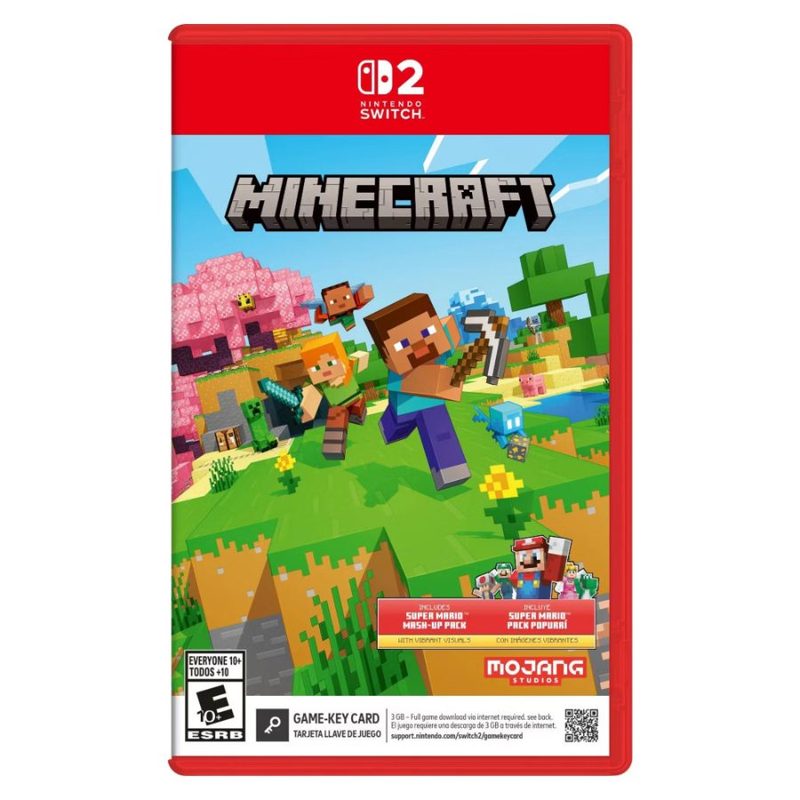 2
NINTENDO
SWITCH™
MINECRAFT
INCLUDES
SUPER MARIO™
MASH-UP PACK
WITH VIBRANT VISUALS
INCLUYE
SUPER MARIO™
PACK POPURRÍ
CON IMÁGENES VIBRANTES
MOJANG
STUDIOS
EVERYONE 10+
TODOS +10
E
10+
ESRB
GAME-KEY CARD
TARJETA LLAVE DE JUEGO
3 GB – Full game download via internet required. see back.
El juego requiere una descarga de 3 GB a través de internet.
support.nintendo.com/switch2/gamekeycard